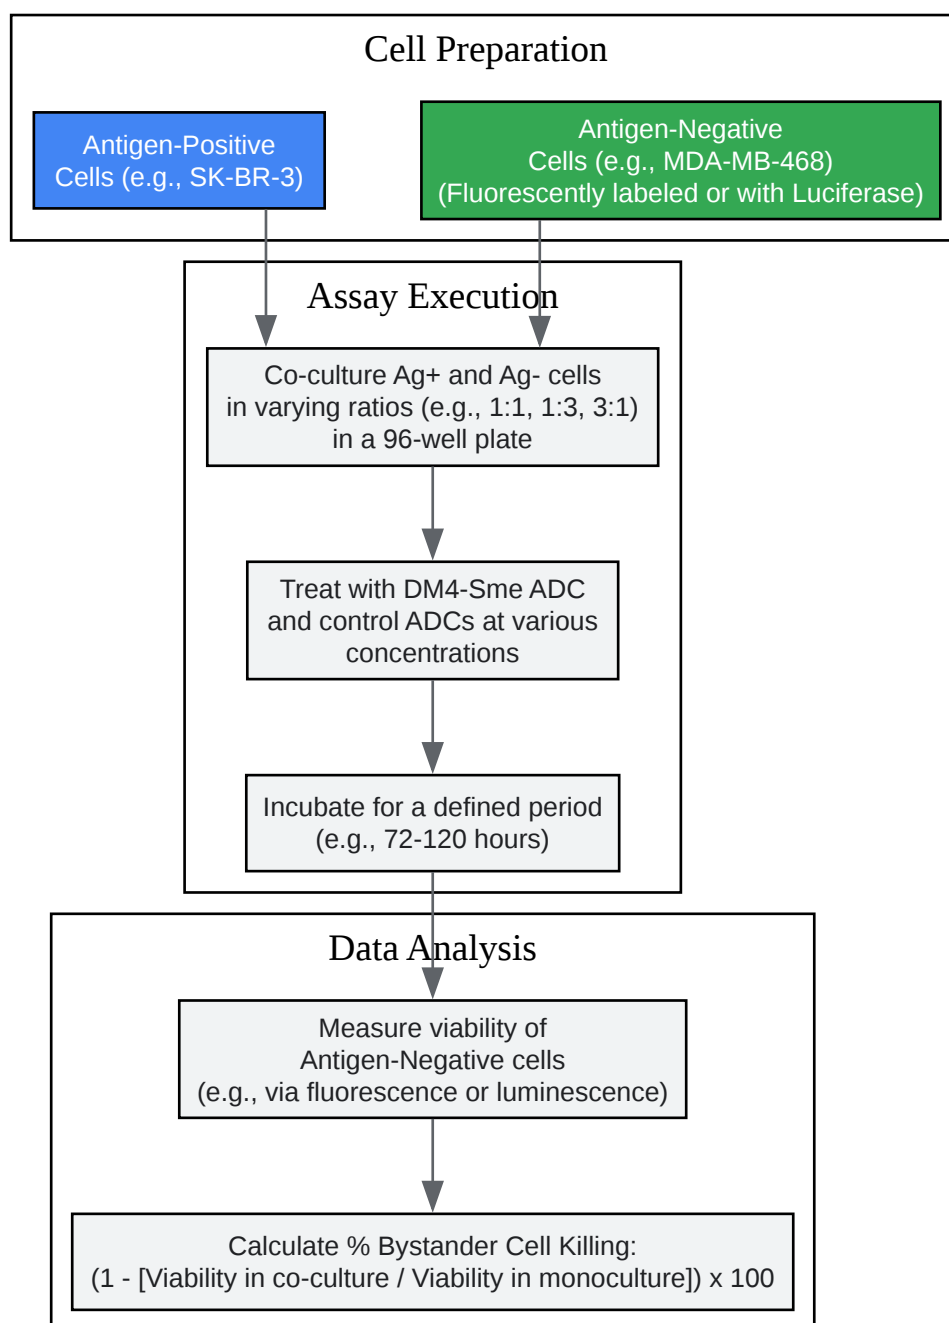 Cell Preparation
Antigen-Positive
Cells (e.g., SK-BR-3)
Antigen-Negative
Cells (e.g., MDA-MB-468)
(Fluorescently labeled or with Luciferase)
Assay Execution
Co-culture Ag+ and Ag- cells
in varying ratios (e.g., 1:1, 1:3, 3:1)
in a 96-well plate
Treat with DM4-Sme ADC
and control ADCs at various
concentrations
Incubate for a defined period
(e.g., 72-120 hours)
Data Analysis
Measure viability of
Antigen-Negative cells
(e.g., via fluorescence or luminescence)
Calculate % Bystander Cell Killing:
(1 - [Viability in co-culture / Viability in monoculture]) x 100